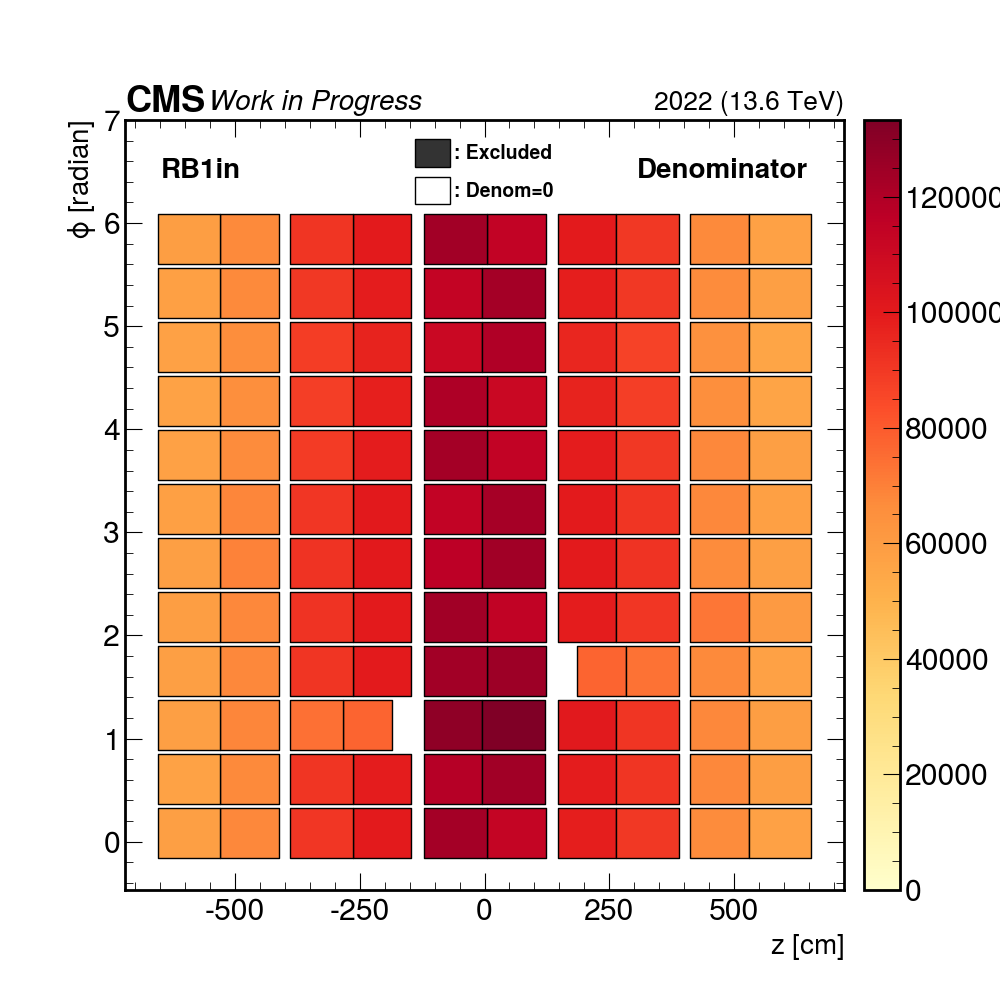 CMS Work in Progress 2022 (13.6 TeV)
RB1in
: Excluded
: Denom=0
Denominator
ϕ [radian]
7
6
5
4
3
2
1
0
-500 -250 0 250 500
z [cm]
120000
100000
80000
60000
40000
20000
0